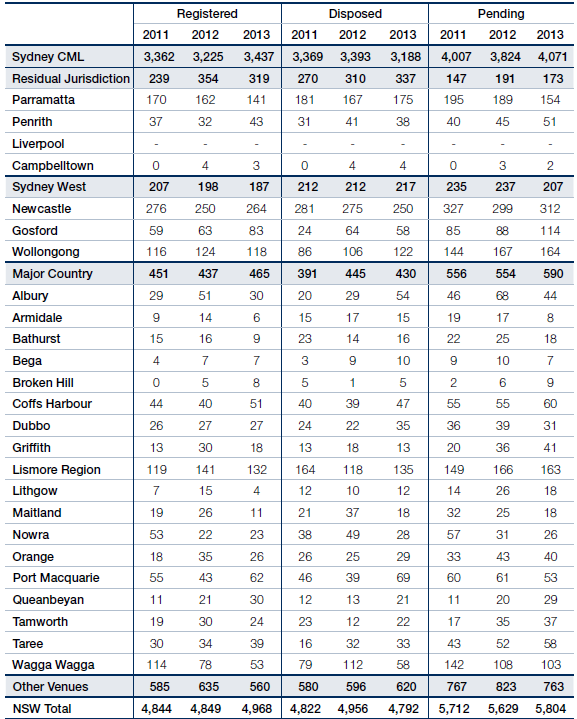 Registered Disposed Pending
2011 2012 2013 2011 2012 2013 2011 2012 2013
Sydney CML 3,362 3,225 3,437 3,369 3,393 3,188 4,007 3,824 4,071
Residual Jurisdiction 239 354 319 270 310 337 147 191 173
Parramatta 170 162 141 181 167 175 195 189 154
Penrith 37 32 43 31 41 38 40 45 51
Liverpool - - - - - - - - -
Campbelltown 0 4 3 0 4 4 0 3 2
Sydney West 207 198 187 212 212 217 235 237 207
Newcastle 276 250 264 281 275 250 327 299 312
Gosford 59 63 83 24 64 58 85 88 114
Wollongong 116 124 118 86 106 122 144 167 164
Major Country 451 437 465 391 445 430 556 554 590
Albury 29 51 30 20 29 54 46 68 44
Armidale 9 14 6 15 17 15 19 17 8
Bathurst 15 16 9 23 14 16 22 25 18
Bega 4 7 7 3 9 10 9 10 7
Broken Hill 0 5 8 5 1 5 2 6 9
Coffs Harbour 44 40 51 40 39 47 55 55 60
Dubbo 26 27 27 24 22 35 36 39 31
Griffith 13 30 18 13 18 13 20 36 41
Lismore Region 119 141 132 164 118 135 149 166 163
Lithgow 7 15 4 12 10 12 14 26 18
Maitland 19 26 11 21 37 18 32 25 18
Nowra 53 22 23 38 49 28 57 31 26
Orange 18 35 26 26 25 29 33 43 40
Port Macquarie 55 43 62 46 39 69 60 61 53
Queanbeyan 11 21 30 12 13 21 11 20 29
Tamworth 19 30 24 23 12 22 17 35 37
Taree 30 34 39 16 32 33 43 52 58
Wagga Wagga 114 78 53 79 112 58 142 108 103
Other Venues 585 635 560 580 596 620 767 823 763
NSW Total 4,844 4,849 4,968 4,822 4,956 4,792 5,712 5,629 5,804